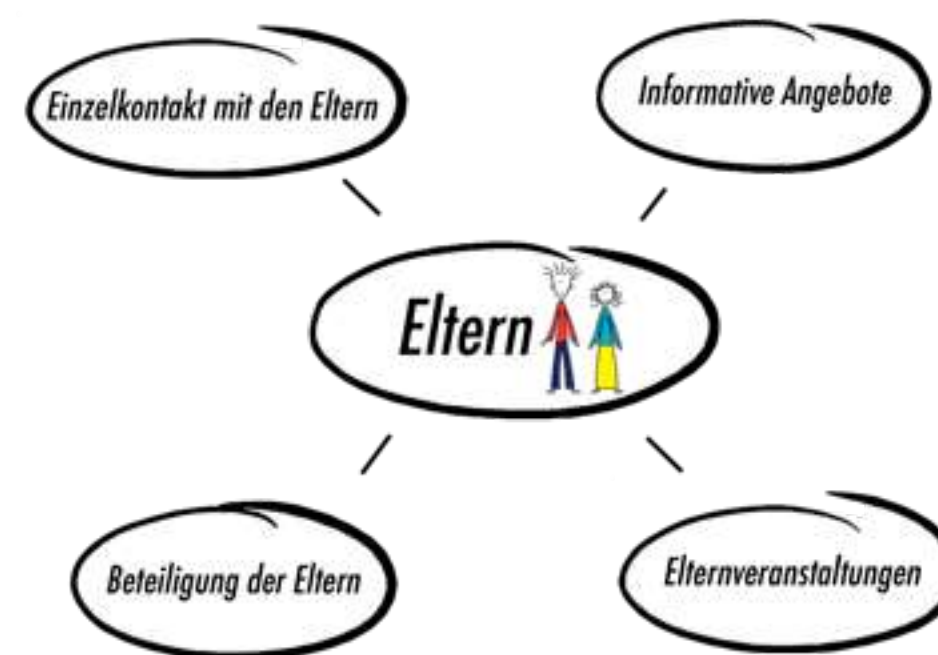 Einzelkontakt mit den Eltern
Informative Angebote
Eltern
Beteiligung der Eltern
Elternveranstaltungen